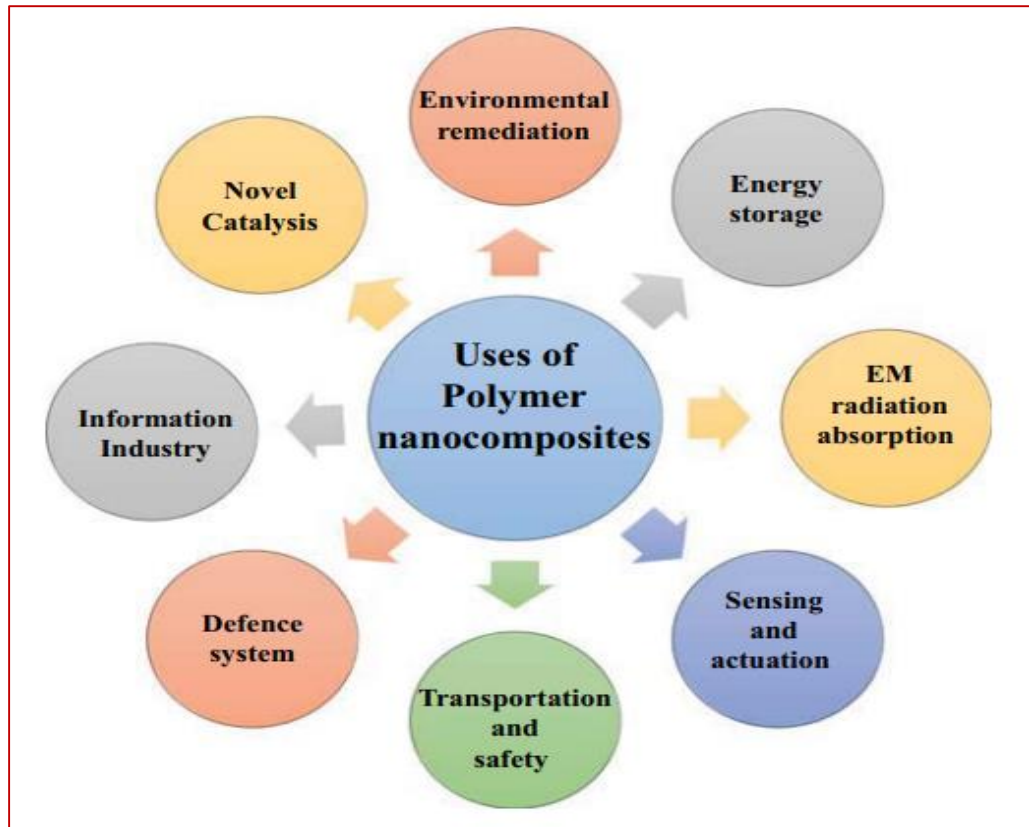 Environmental
remediation
Energy
storage
EM
radiation
absorption
Sensing
and
actuation
Transportation
and
safety
Defence
system
Information
Industry
Novel
Catalysis
Uses of
Polymer
nanocomposites